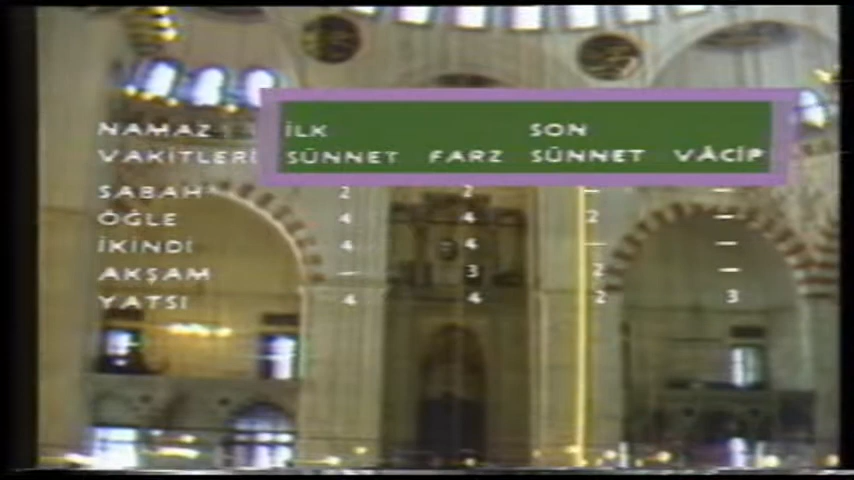 NAMAZ İLK SON
VAKİTLERİ SÜNNET FARZ SÜNNET VÂCİP
SABAH 2 2 — —
ÖĞLE 4 4 2 —
İKİNDİ 4 4 — —
AKŞAM — 3 2 —
YATSI 4 4 2 3